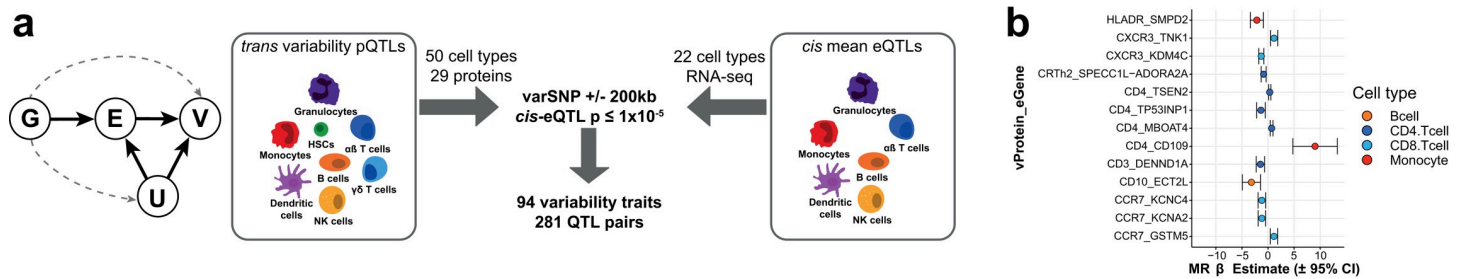 a
G
E
V
U
trans variability pQTLs
Granulocytes
Monocytes
HSCs
αβ T cells
B cells
γδ T cells
Dendritic
cells
NK cells
50 cell types
29 proteins
varSNP +/- 200kb
cis-eQTL p ≤ 1x10⁻⁵
94 variability traits
281 QTL pairs
22 cell types
RNA-seq
cis mean eQTLs
Granulocytes
Monocytes
αβ T cells
B cells
Dendritic
cells
NK cells
b
vProtein_eGene
HLADR_SMPD2
CXCR3_TNK1
CXCR3_KDM4C
CRTh2_SPECC1L−ADORA2A
CD4_TSEN2
CD4_TP53INP1
CD4_MBOAT4
CD4_CD109
CD3_DENND1A
CD10_ECT2L
CCR7_KCNC4
CCR7_KCNA2
CCR7_GSTM5
−10 −5 0 5 10
MR β Estimate (± 95% CI)
Cell type
Bcell
CD4.Tcell
CD8.Tcell
Monocyte